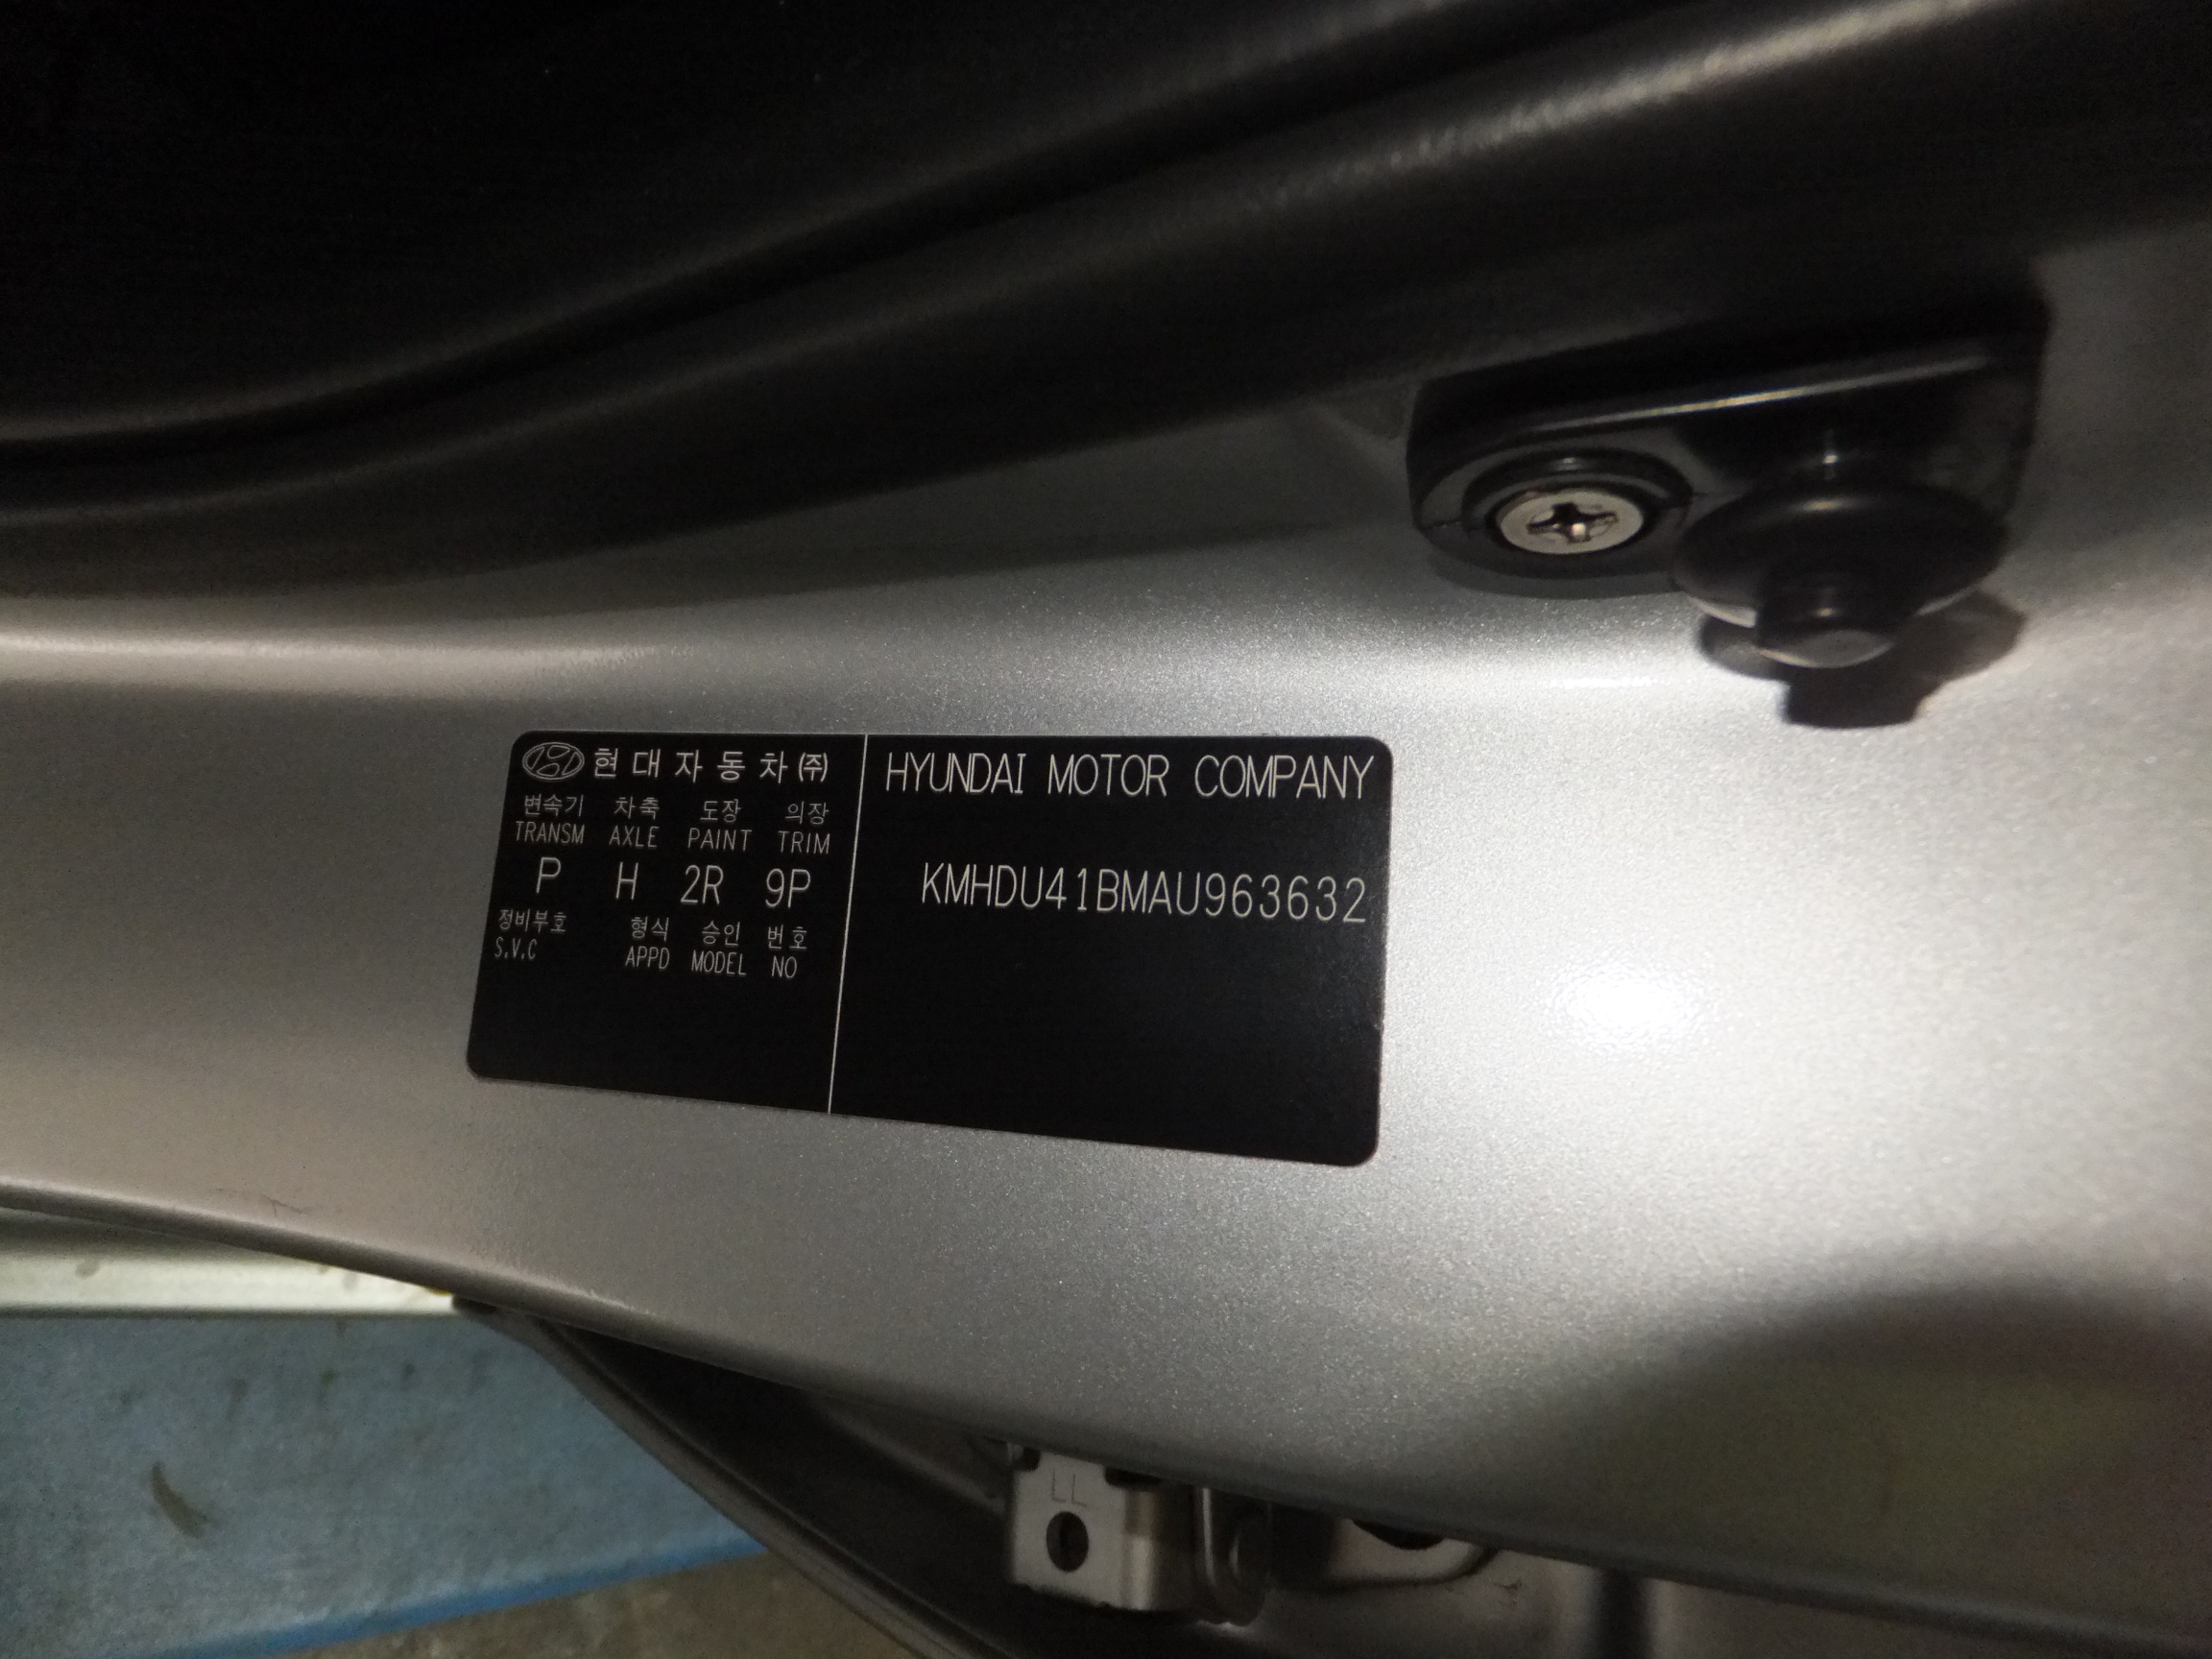 현대자동차㈜
변속기 차축 도장 의장
TRANSM AXLE PAINT TRIM
P H 2R 9P
정비부호 형식 승인 번호
S.V.C APPD MODEL NO
HYUNDAI MOTOR COMPANY
KMHDU41BMAU963632
LL